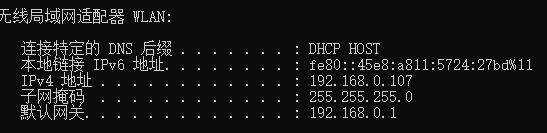 无线局域网适配器 WLAN:
连接特定的 DNS 后缀 . . . . . . . : DHCP HOST
本地链接 IPv6 地址. . . . . . . . : fe80::45e8:a811:5724:27bd%11
IPv4 地址 . . . . . . . . . . . . : 192.168.0.107
子网掩码 . . . . . . . . . . . . : 255.255.255.0
默认网关. . . . . . . . . . . . . : 192.168.0.1